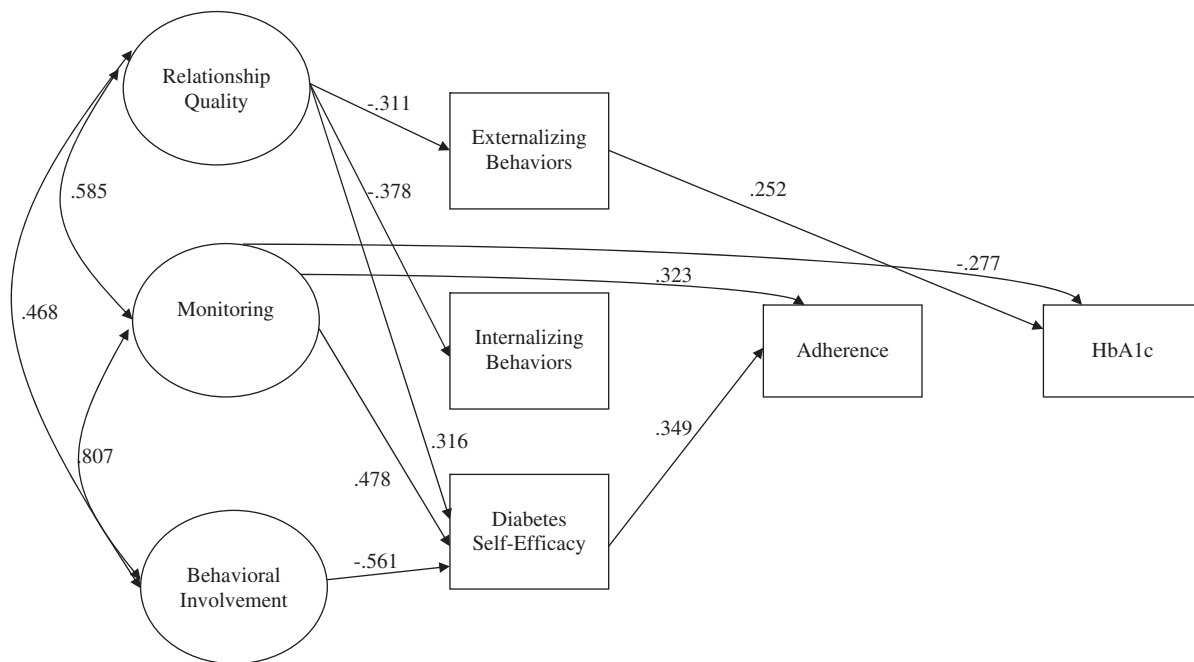 Relationship
Quality
-.311
Externalizing
Behaviors
-.378
.585
.252
-.277
.323
Monitoring
.468
Internalizing
Behaviors
Adherence
HbA1c
.349
.316
.807
.478
Diabetes
Self-Efficacy
-.561
Behavioral
Involvement